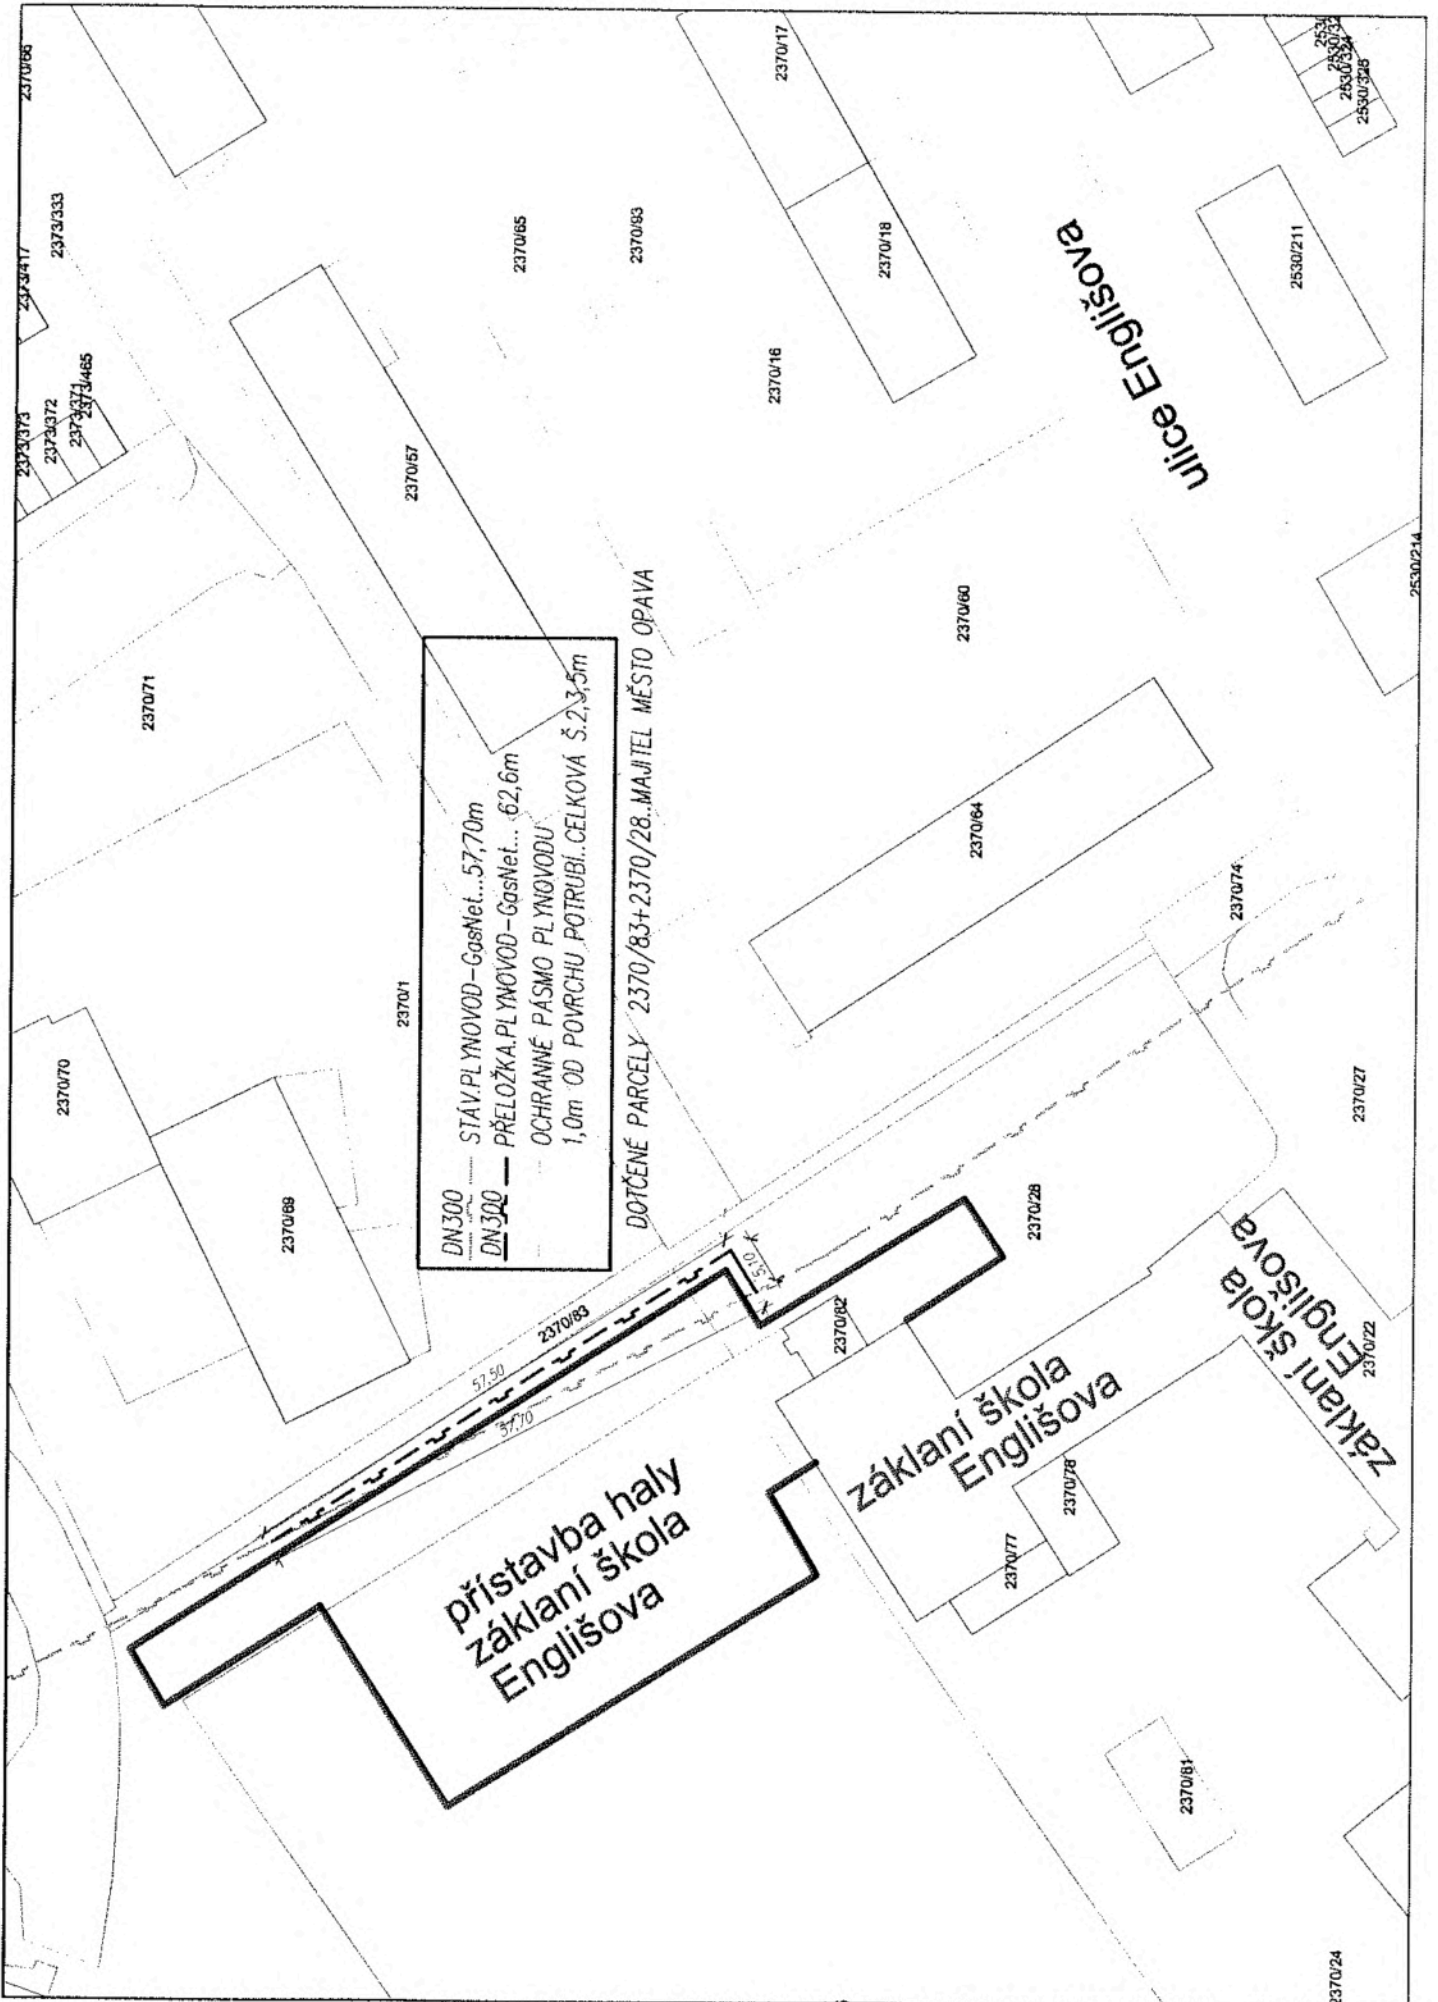 2370/66
2373/333
2373/417
2373/373
2373/372
2373/371
2373/465
2370/71
2370/57
2370/65
2370/93
2370/17
2370/18
2370/16
2530/324
2530/325
2530/211
ulice Englišova
2530/214
2370/60
2370/64
2370/74
2370/27
2370/70
2370/69
2370/1
DN300 STÁV.PLYNOVOD-GasNet...57,70m
DN300 PŘELOŽKA.PLYNOVOD-GasNet... 62,6m
OCHRANNÉ PÁSMO PLYNOVODU
1,0m OD POVRCHU POTRUBÍ..CELKOVÁ Š.2,3,5m
DOTČENÉ PARCELY 2370/83+2370/28..MAJITEL MĚSTO OPAVA
2370/83
57,50
57,70
5,10
2370/82
2370/28
přístavba haly
základní škola
Englišova
základní škola
Englišova
základní škola
Englišova
2370/22
2370/78
2370/77
2370/81
2370/24